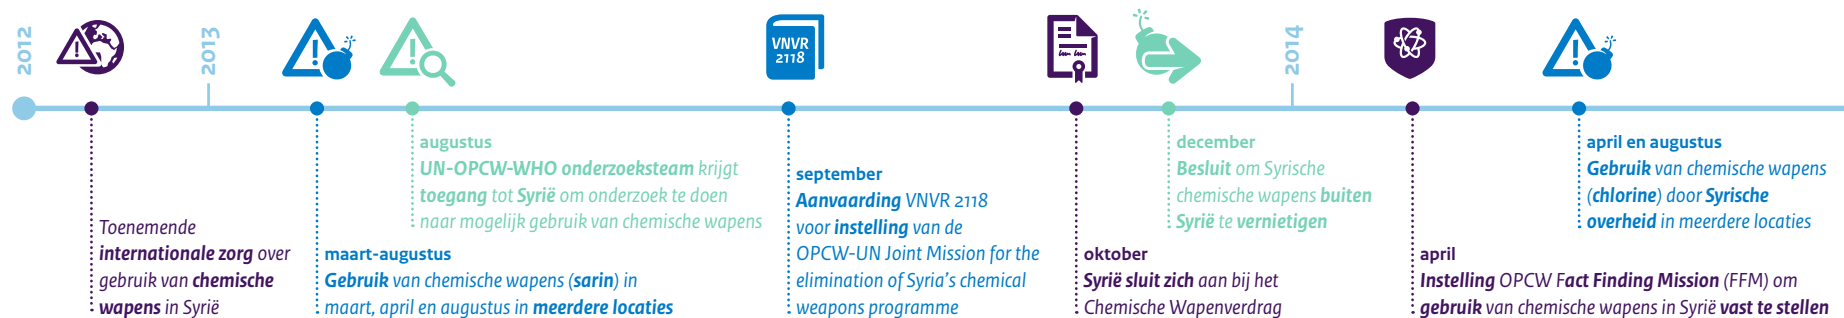 2012
Toenemende
internationale zorg over
gebruik van chemische
wapens in Syrië
2013
maart-augustus
Gebruik van chemische wapens (sarin) in
maart, april en augustus in meerdere locaties
augustus
UN-OPCW-WHO onderzoeksteam krijgt
toegang tot Syrië om onderzoek te doen
naar mogelijk gebruik van chemische wapens
VNVR
2118
september
Aanvaarding VNVR 2118
voor instelling van de
OPCW-UN Joint Mission for the
elimination of Syria's chemical
weapons programme
oktober
Syrië sluit zich aan bij het
Chemische Wapenverdrag
december
Besluit om Syrische
chemische wapens buiten
Syrië te vernietigen
2014
april
Instelling OPCW Fact Finding Mission (FFM) om
gebruik van chemische wapens in Syrië vast te stellen
april en augustus
Gebruik van chemische wapens
(chlorine) door Syrische
overheid in meerdere locaties